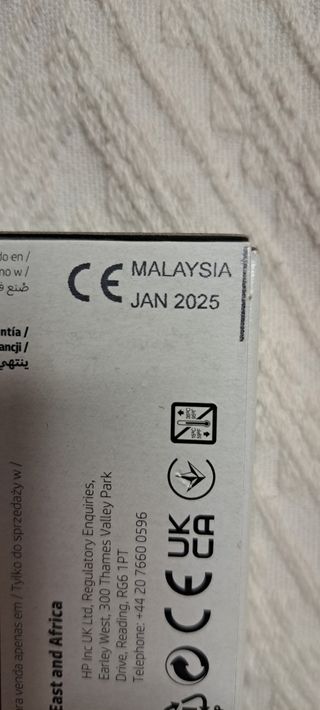 do en /
no w /
صنع ف
CE MALAYSIA
JAN 2025
ntía /
ancji /
ينتهي
ra venda apenas em / Tylko do sprzedaży w /
East and Africa
HP Inc UK Ltd, Regulatory Enquiries,
Earley West, 300 Thames Valley Park
Drive, Reading, RG6 1PT
Telephone: +44 20 7660 0596
CE UK
CA